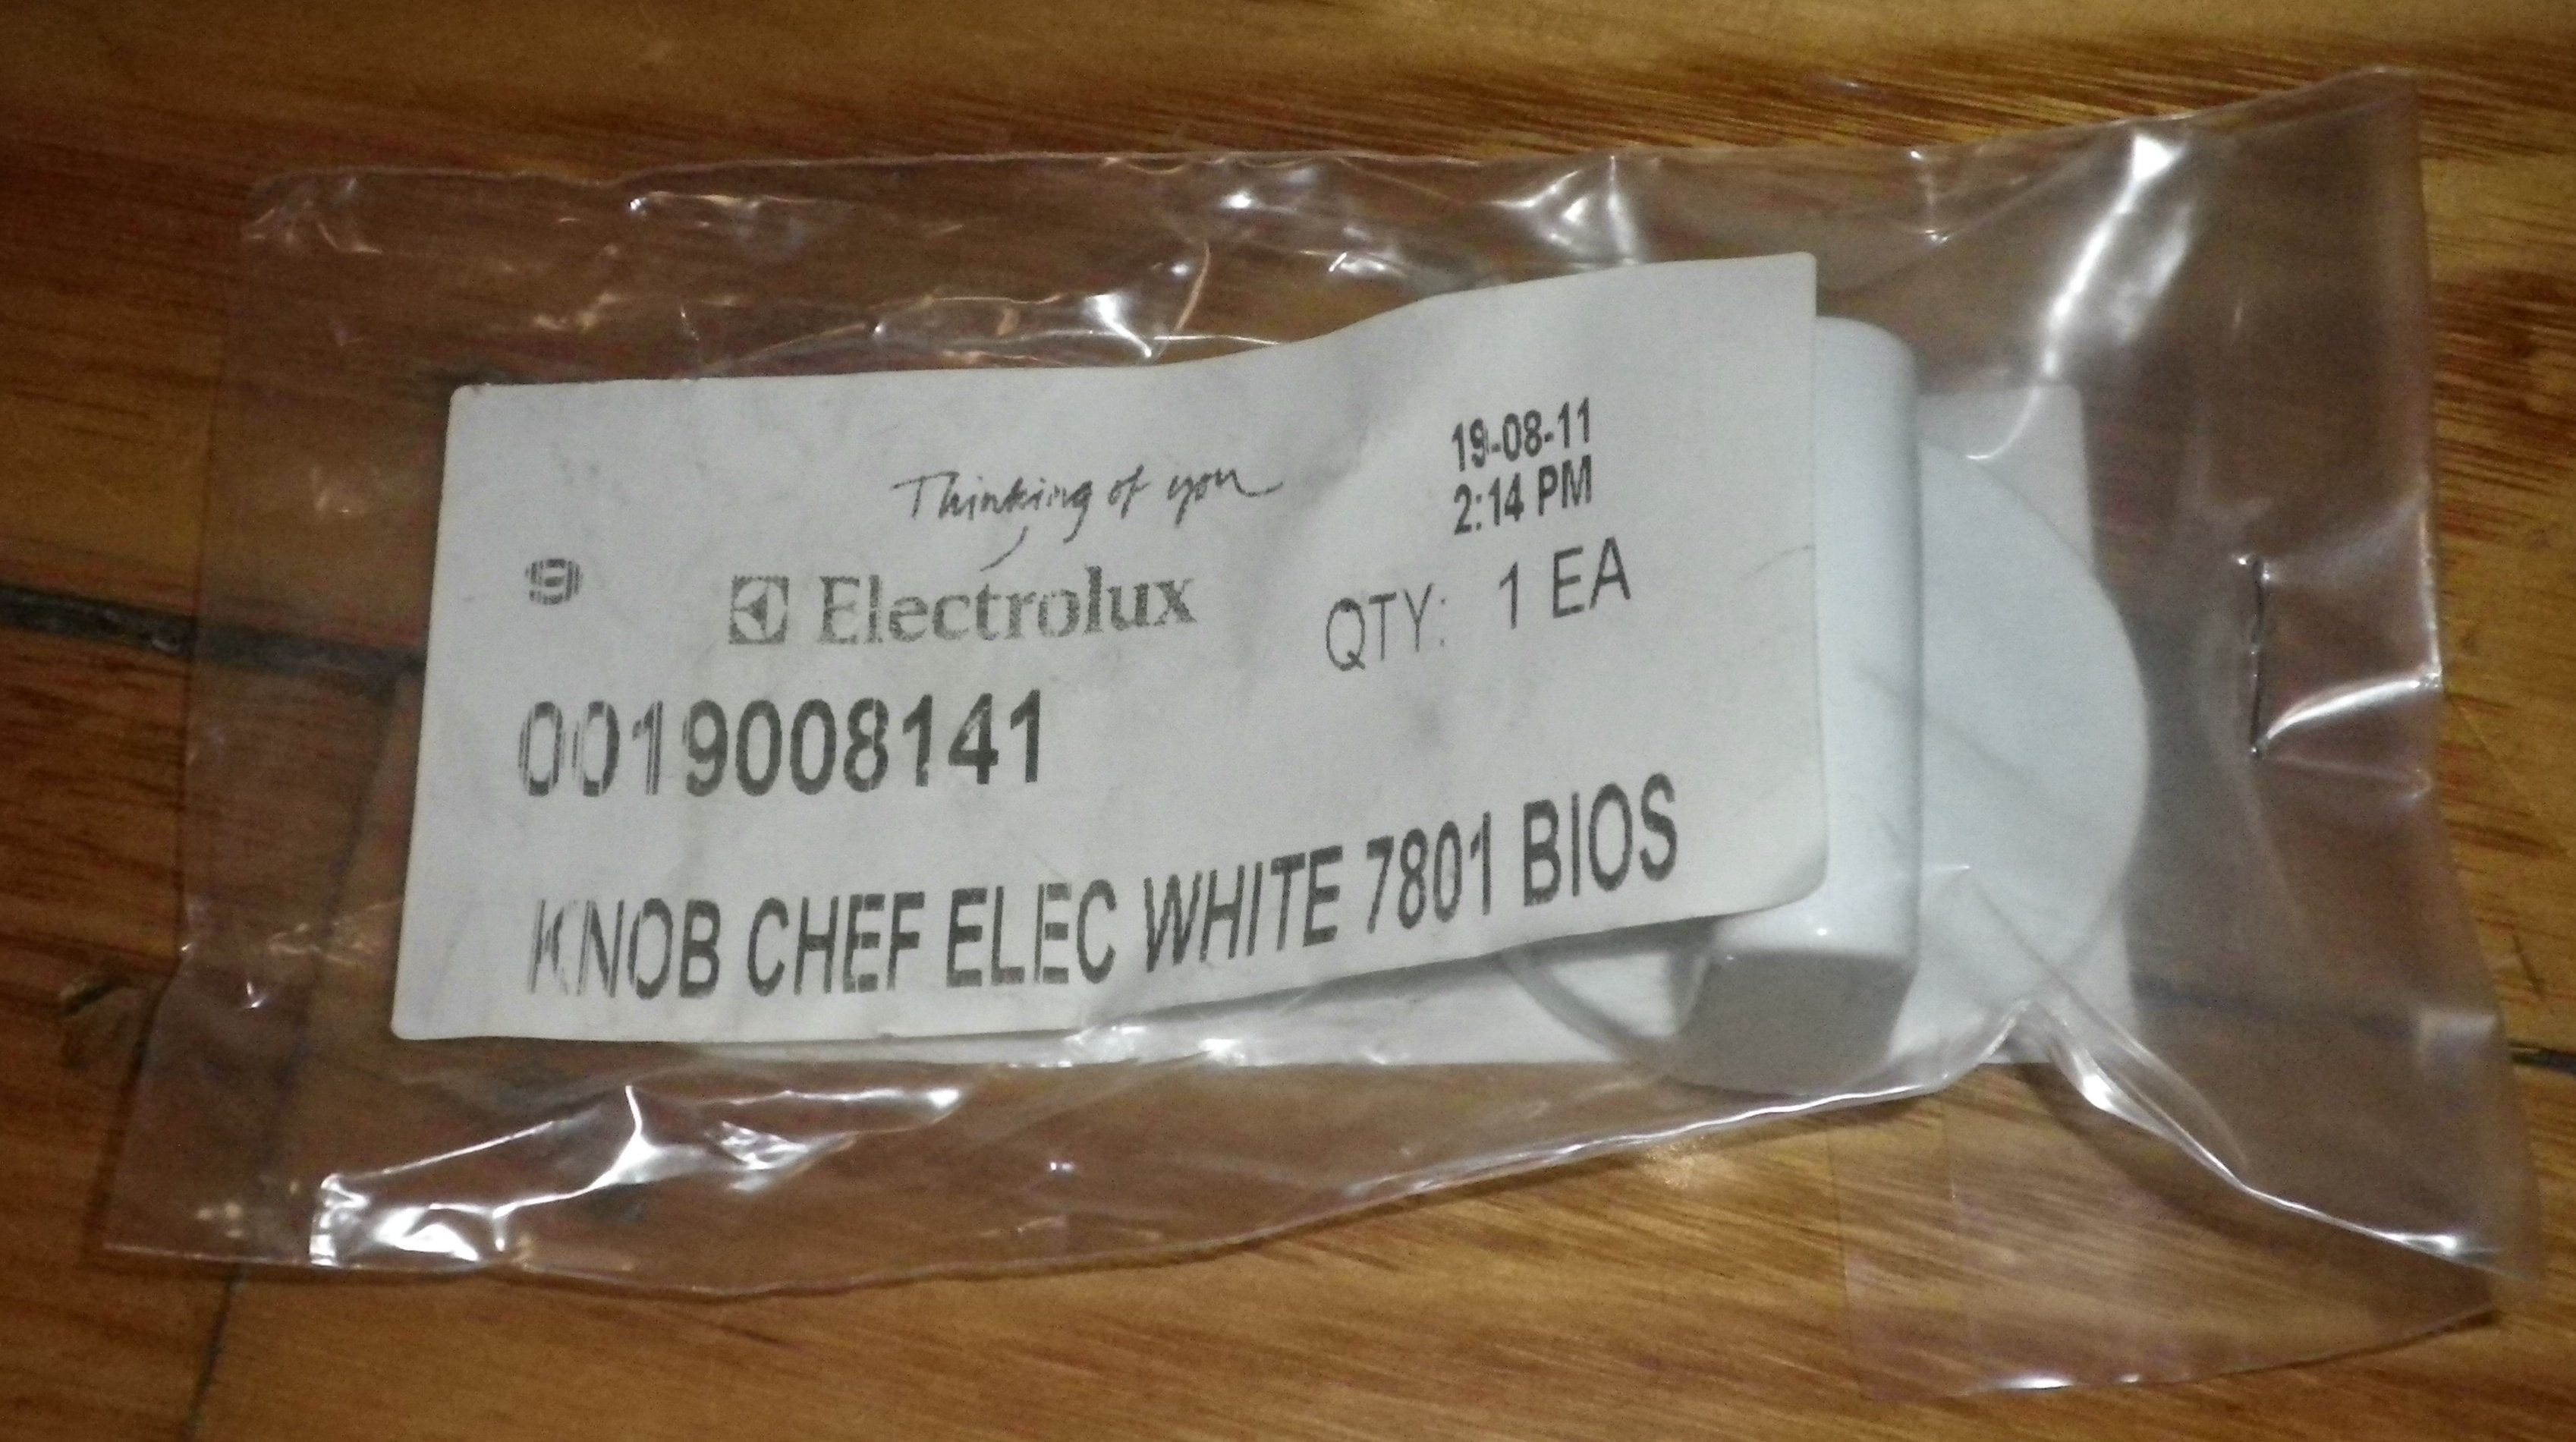 Thinking of you
19-08-11
2:14 PM
9
Electrolux
QTY: 1 EA
0019008141
KNOB CHEF ELEC WHITE 7801 BIOS